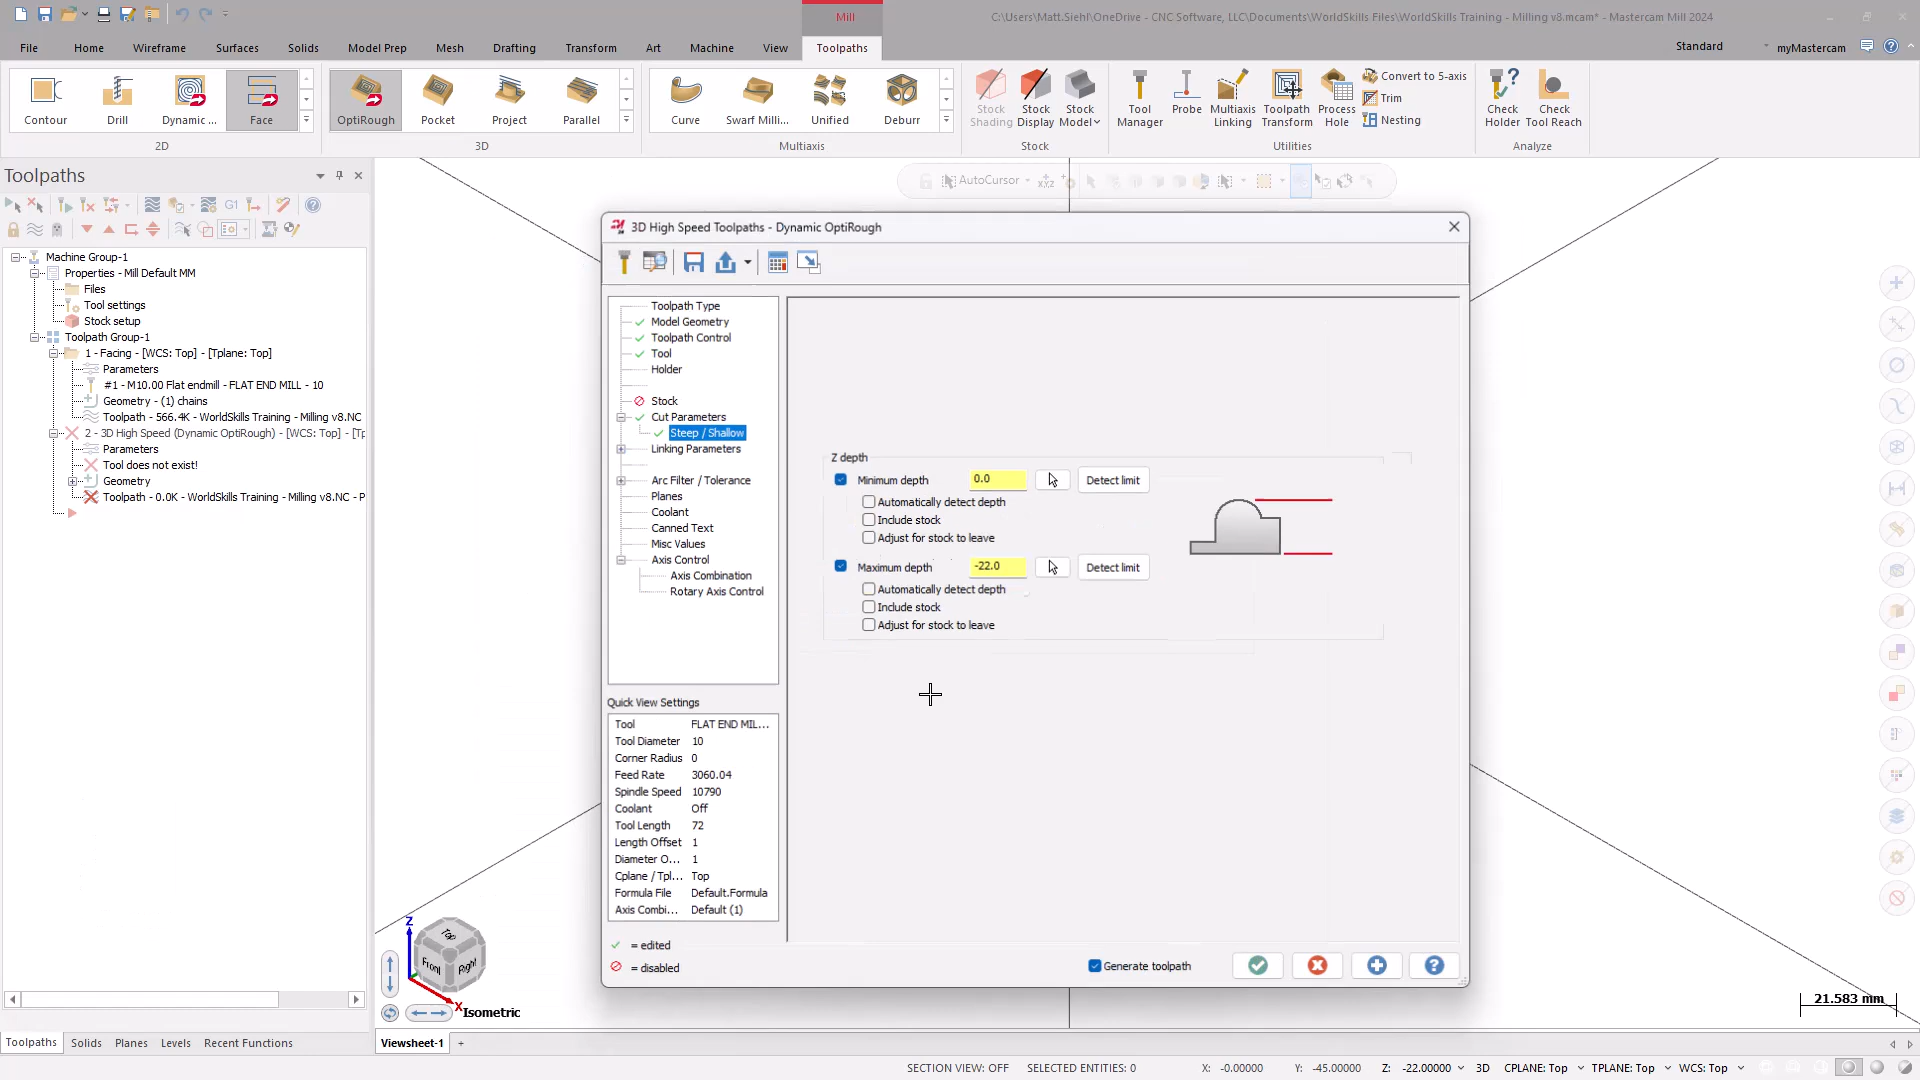 Mill
C:\Users\Matt.Siehl\OneDrive - CNC Software, LLC\Documents\WorldSkills Files\WorldSkills Training - Milling v8.mcam* - Mastercam Mill 2024
File Home Wireframe Surfaces Solids Model Prep Mesh Drafting Transform Art Machine View Toolpaths Standard myMastercam
Contour Drill Dynamic ... Face OptiRough Pocket Project Parallel Curve Swarf Milli... Unified Deburr
Stock Shading Stock Display Stock Model Tool Manager Probe Multiaxis Linking Toolpath Transform Process Hole
Convert to 5-axis
Trim
Nesting
Check Holder Check Tool Reach
2D 3D Multiaxis Stock Utilities Analyze
Toolpaths
AutoCursor
G1
Machine Group-1
Properties - Mill Default MM
Files
Tool settings
Stock setup
Toolpath Group-1
1 - Facing - [WCS: Top] - [Tplane: Top]
Parameters
#1 - M10.00 Flat endmill - FLAT END MILL - 10
Geometry - (1) chains
Toolpath - 566.4K - WorldSkills Training - Milling v8.NC
2 - 3D High Speed (Dynamic OptiRough) - [WCS: Top] - [Tp
Parameters
Tool does not exist!
Geometry
Toolpath - 0.0K - WorldSkills Training - Milling v8.NC - P
3D High Speed Toolpaths - Dynamic OptiRough
Toolpath Type
Model Geometry
Toolpath Control
Tool
Holder
Stock
Cut Parameters
Steep / Shallow
Linking Parameters
Arc Filter / Tolerance
Planes
Coolant
Canned Text
Misc Values
Axis Control
Axis Combination
Rotary Axis Control
Z depth
Minimum depth 0.0 Detect limit
Automatically detect depth
Include stock
Adjust for stock to leave
Maximum depth -22.0 Detect limit
Automatically detect depth
Include stock
Adjust for stock to leave
Quick View Settings
Tool FLAT END MIL...
Tool Diameter 10
Corner Radius 0
Feed Rate 3060.04
Spindle Speed 10790
Coolant Off
Tool Length 72
Length Offset 1
Diameter O... 1
Cplane / Tpl... Top
Formula File Default.Formula
Axis Combi... Default (1)
= edited
= disabled
Generate toolpath
Z
Top
Front Right
X
Isometric
21.583 mm
Toolpaths Solids Planes Levels Recent Functions
Viewsheet-1 +
SECTION VIEW: OFF SELECTED ENTITIES: 0 X: -0.00000 Y: -45.00000 Z: -22.00000 3D CPLANE: Top TPLANE: Top WCS: Top